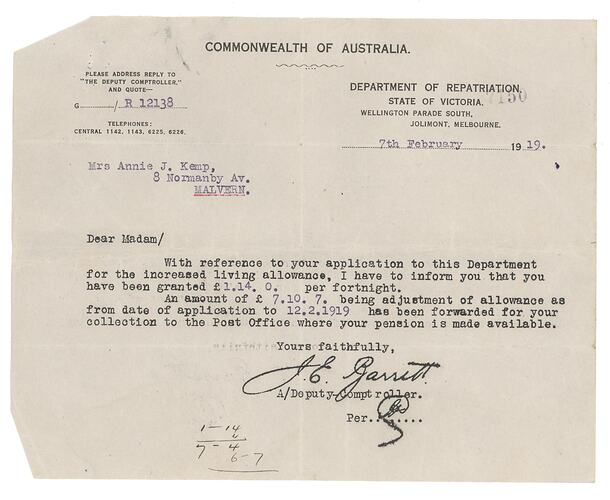 COMMONWEALTH OF AUSTRALIA.
PLEASE ADDRESS REPLY TO
"THE DEPUTY COMPTROLLER,"
AND QUOTE—
G / R 12138
TELEPHONES:
CENTRAL 1142, 1143, 6225, 6226.
DEPARTMENT OF REPATRIATION,
STATE OF VICTORIA.
WELLINGTON PARADE SOUTH,
JOLIMONT, MELBOURNE.
7th February 1919.
Mrs Annie J. Kemp,
8 Normanby Av.
MALVERN.
Dear Madam/
With reference to your application to this Department
for the increased living allowance, I have to inform you that you
have been granted £1.14. 0. per fortnight.
An amount of £ 7.10. 7. being adjustment of allowance as
from date of application to 12.2.1919 has been forwarded for your
collection to the Post Office where your pension is made available.
Yours faithfully,
J.E. Barrett.
A/Deputy-Comptroller.
Per
1-14
7-4
6-7